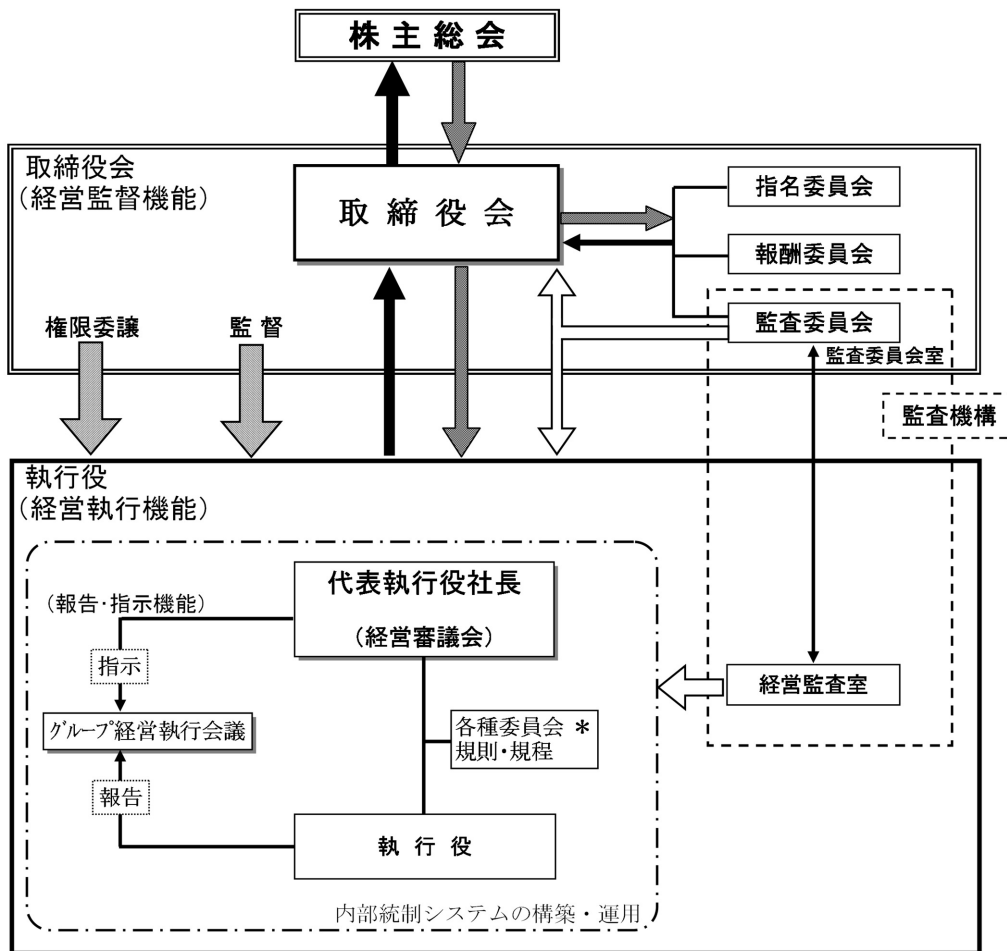 株主総会
取締役会
(経営監督機能)
取締役会
指名委員会
報酬委員会
監査委員会
監査委員会室
権限委譲
監督
監査機構
執行役
(経営執行機能)
代表執行役社長
(経営審議会)
(報告・指示機能)
指示
グループ経営執行会議
報告
各種委員会 *
規則・規程
経営監査室
執行役
内部統制システムの構築・運用